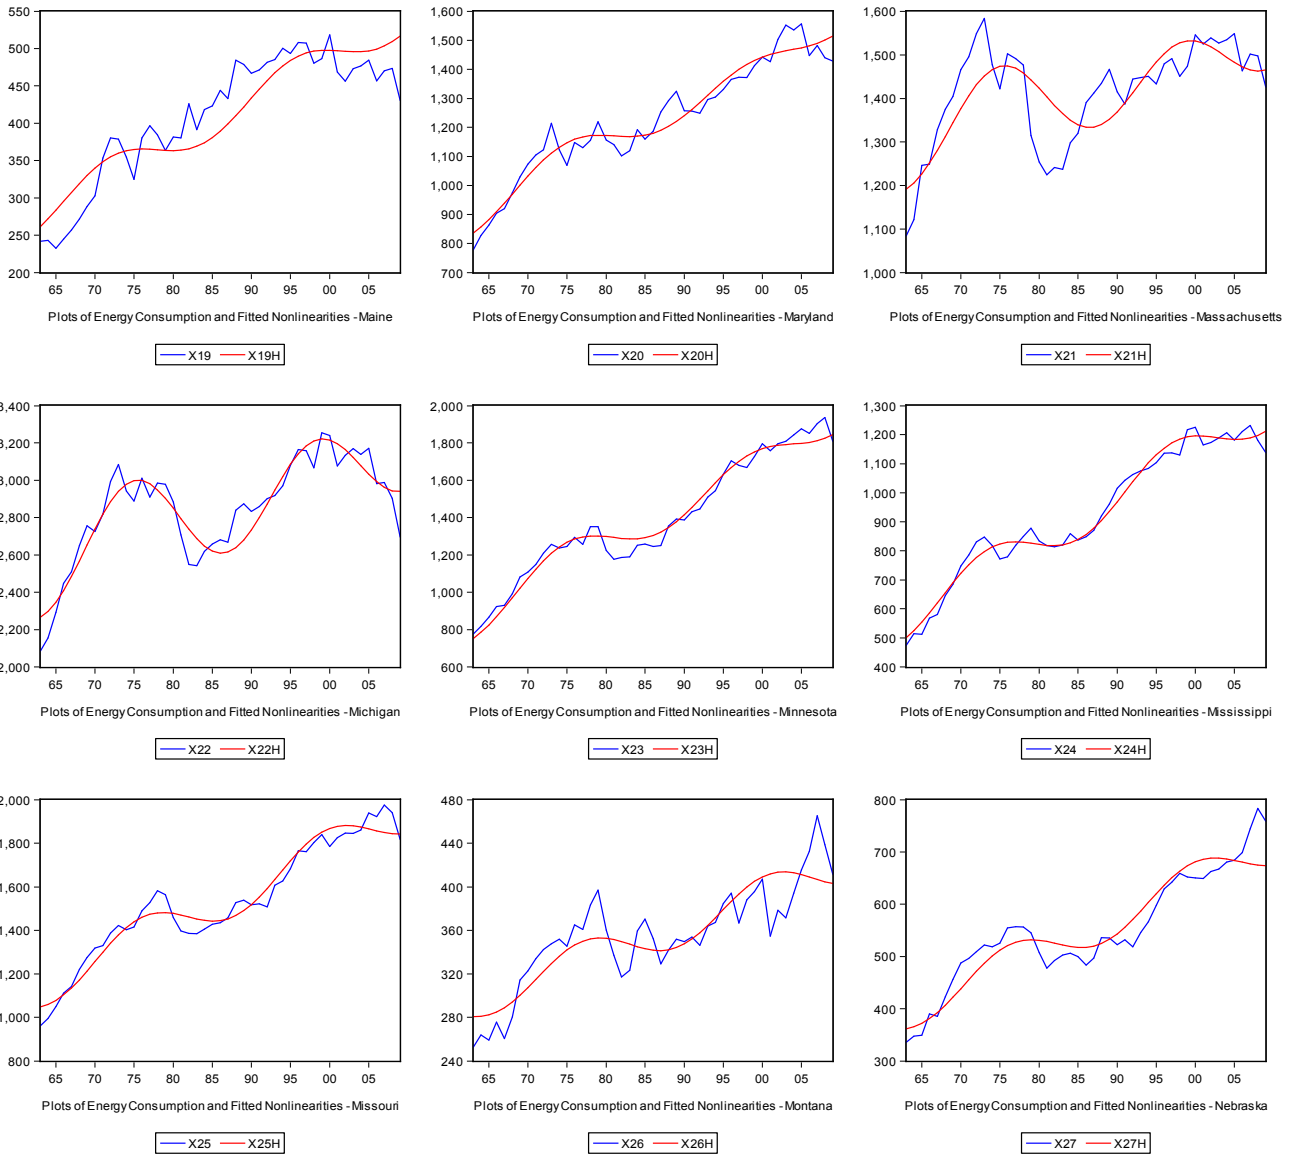 550
500
450
400
350
300
250
200
65 70 75 80 85 90 95 00 05
Plots of Energy Consumption and Fitted Nonlinearities - Maine
X19 X19H
1,600
1,500
1,400
1,300
1,200
1,100
1,000
900
800
700
65 70 75 80 85 90 95 00 05
Plots of Energy Consumption and Fitted Nonlinearities - Maryland
X20 X20H
1,600
1,500
1,400
1,300
1,200
1,100
1,000
65 70 75 80 85 90 95 00 05
Plots of Energy Consumption and Fitted Nonlinearities - Massachusetts
X21 X21H
3,400
3,200
3,000
2,800
2,600
2,400
2,200
2,000
65 70 75 80 85 90 95 00 05
Plots of Energy Consumption and Fitted Nonlinearities - Michigan
X22 X22H
2,000
1,800
1,600
1,400
1,200
1,000
800
600
65 70 75 80 85 90 95 00 05
Plots of Energy Consumption and Fitted Nonlinearities - Minnesota
X23 X23H
1,300
1,200
1,100
1,000
900
800
700
600
500
400
65 70 75 80 85 90 95 00 05
Plots of Energy Consumption and Fitted Nonlinearities - Mississippi
X24 X24H
2,000
1,800
1,600
1,400
1,200
1,000
800
65 70 75 80 85 90 95 00 05
Plots of Energy Consumption and Fitted Nonlinearities - Missouri
X25 X25H
480
440
400
360
320
280
240
65 70 75 80 85 90 95 00 05
Plots of Energy Consumption and Fitted Nonlinearities - Montana
X26 X26H
800
700
600
500
400
300
65 70 75 80 85 90 95 00 05
Plots of Energy Consumption and Fitted Nonlinearities - Nebraska
X27 X27H